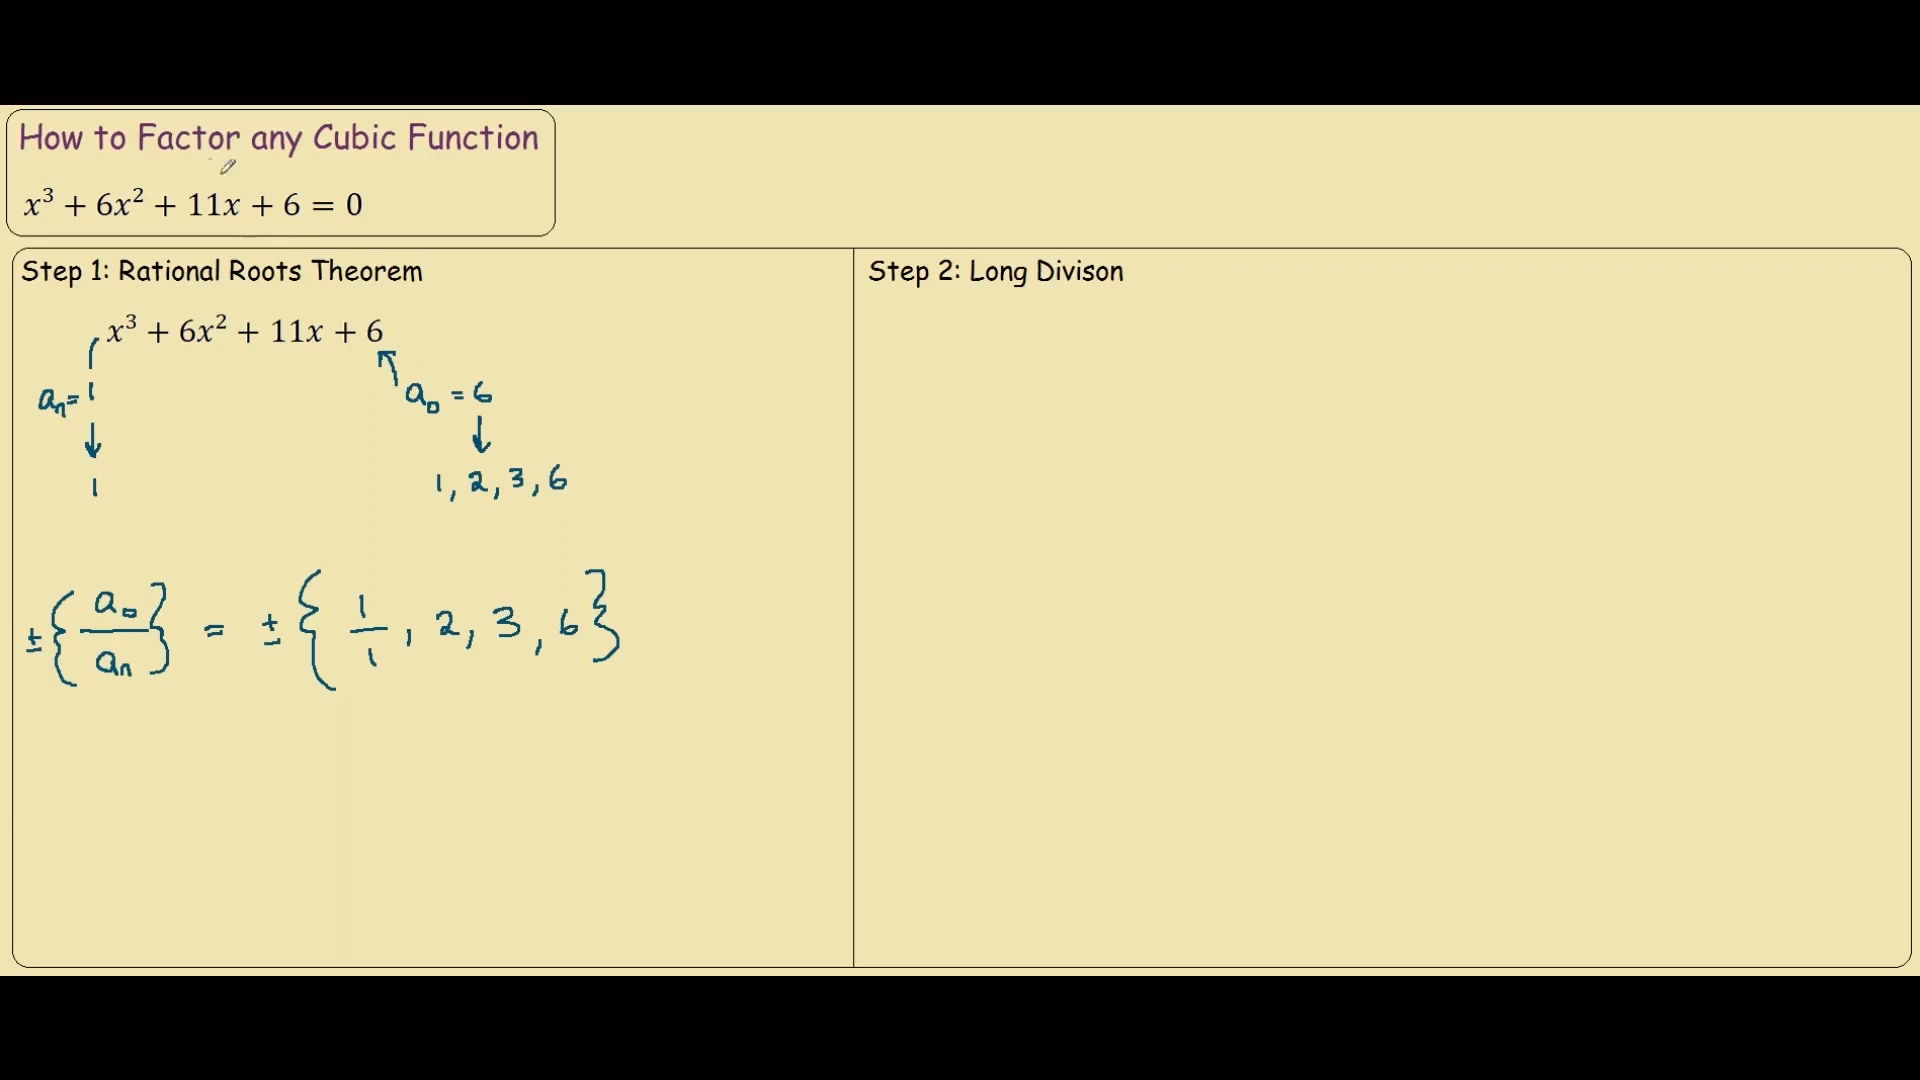 How to Factor any Cubic Function
x³ + 6x² + 11x + 6 = 0
Step 1: Rational Roots Theorem
x³ + 6x² + 11x + 6
aₙ = 1
a₀ = 6
1
1, 2, 3, 6
± { a₀ / aₙ } = ± { 1/1 , 2, 3, 6 }
Step 2: Long Divison